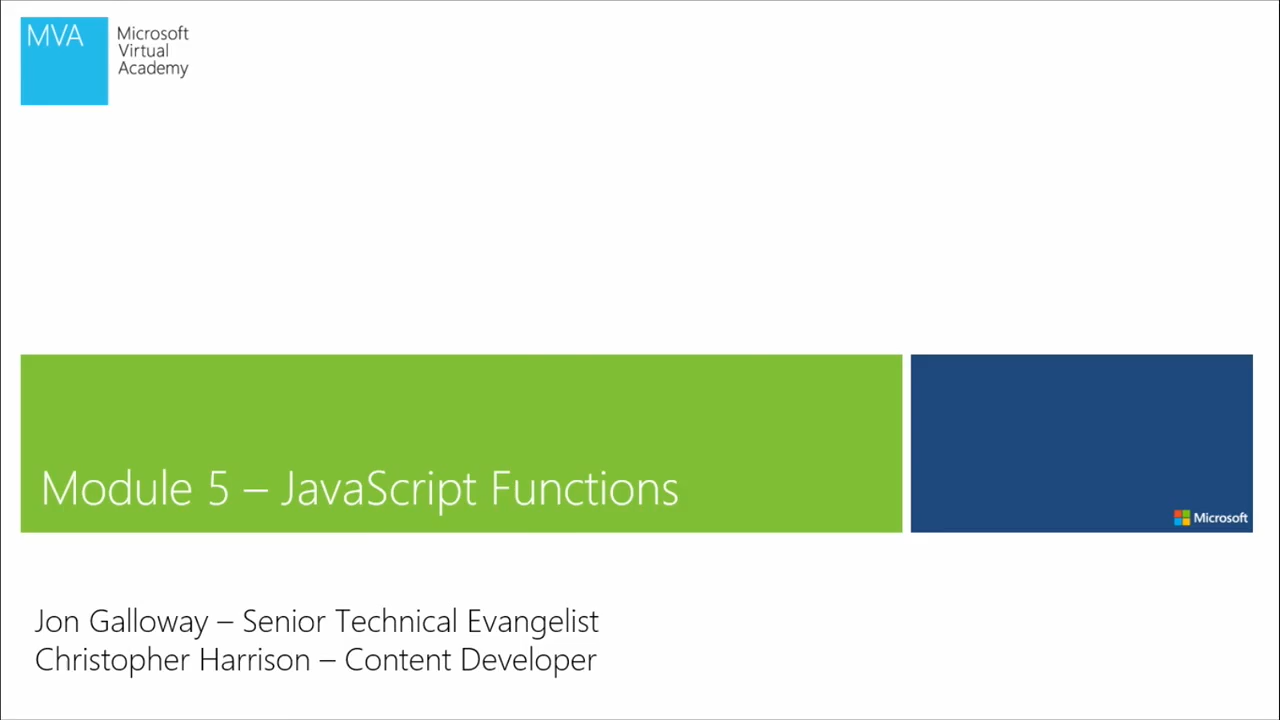 MVA
Microsoft
Virtual
Academy
Module 5 – JavaScript Functions
Microsoft
Jon Galloway – Senior Technical Evangelist
Christopher Harrison – Content Developer